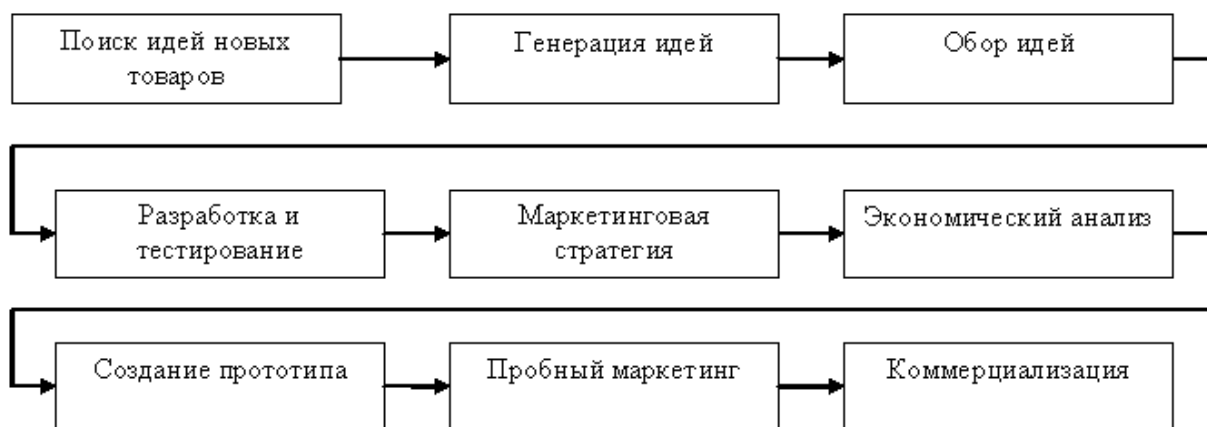 Поиск идей новых
товаров
Генерация идей
Обор идей
Разработка и
тестирование
Маркетинговая
стратегия
Экономический анализ
Создание прототипа
Пробный маркетинг
Коммерциализация